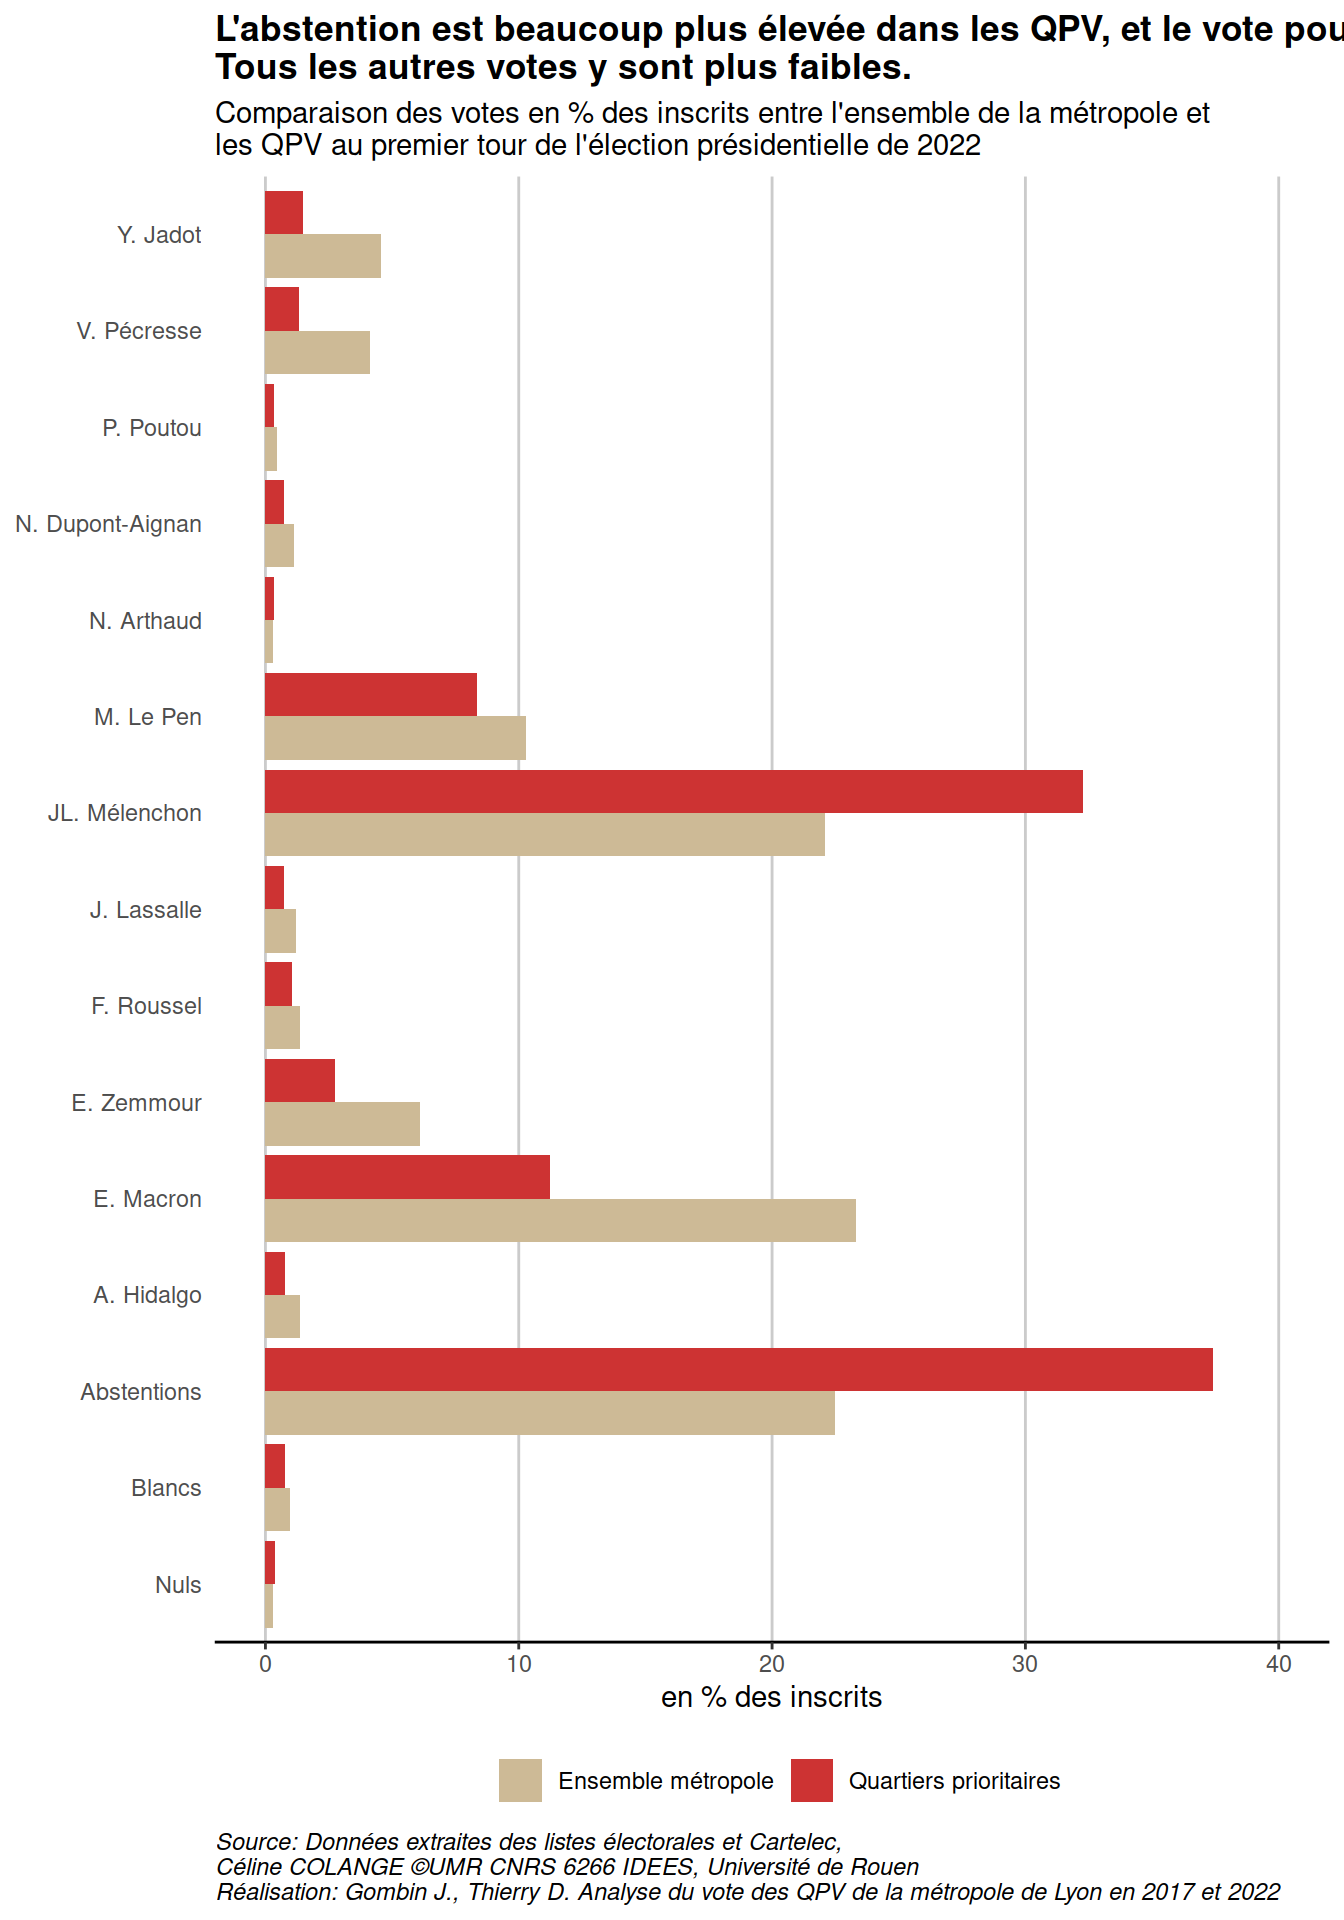 L'abstention est beaucoup plus élevée dans les QPV, et le vote pou
Tous les autres votes y sont plus faibles.
Comparaison des votes en % des inscrits entre l'ensemble de la métropole et
les QPV au premier tour de l'élection présidentielle de 2022
Y. Jadot
V. Pécresse
P. Poutou
N. Dupont-Aignan
N. Arthaud
M. Le Pen
JL. Mélenchon
J. Lassalle
F. Roussel
E. Zemmour
E. Macron
A. Hidalgo
Abstentions
Blancs
Nuls
0 10 20 30 40
en % des inscrits
Ensemble métropole Quartiers prioritaires
Source: Données extraites des listes électorales et Cartelec,
Céline COLANGE ©UMR CNRS 6266 IDEES, Université de Rouen
Réalisation: Gombin J., Thierry D. Analyse du vote des QPV de la métropole de Lyon en 2017 et 2022